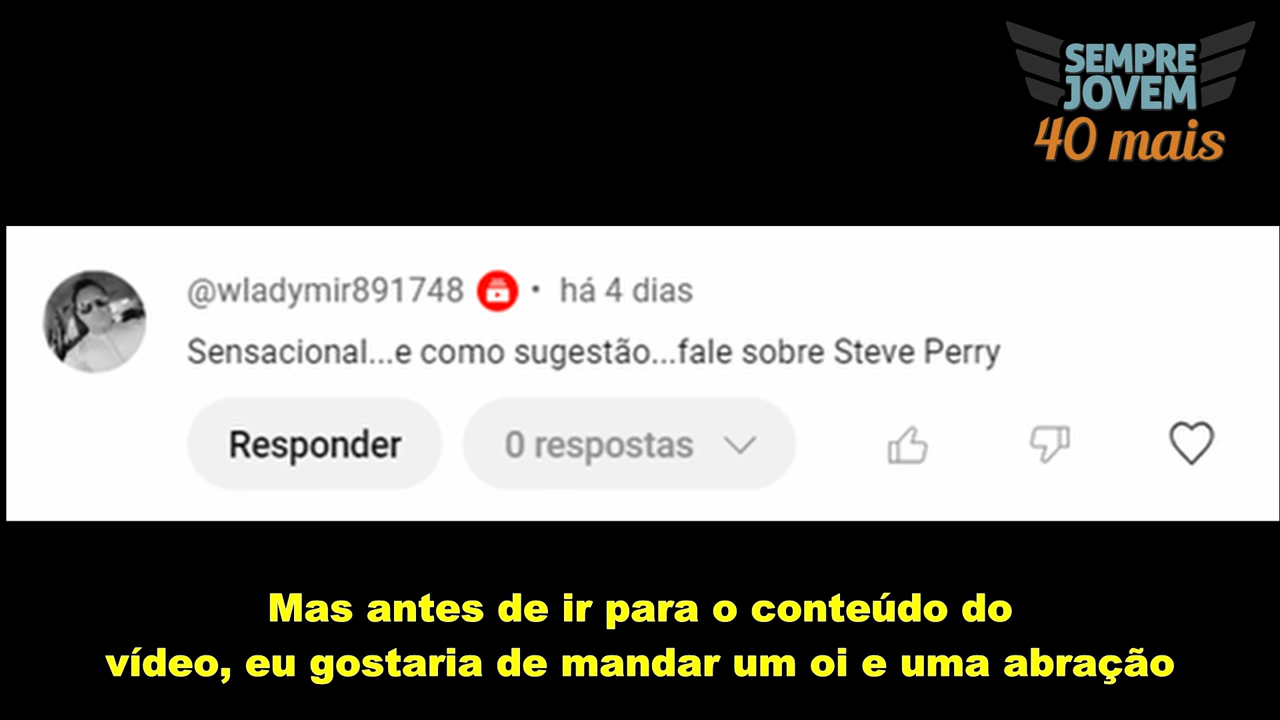 SEMPRE
JOVEM
40 mais
@wladymir891748 • há 4 dias
Sensacional...e como sugestão...fale sobre Steve Perry
Responder 0 respostas
Mas antes de ir para o conteúdo do
vídeo, eu gostaria de mandar um oi e uma abração